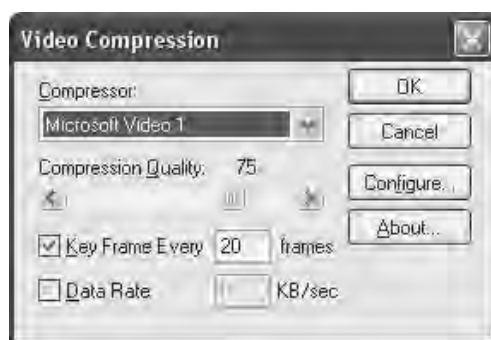 Video Compression
Compressor:
Microsoft Video 1
Compression Quality: 75
Key Frame Every 20 frames
Data Rate KB/sec
OK
Cancel
Configure...
About...